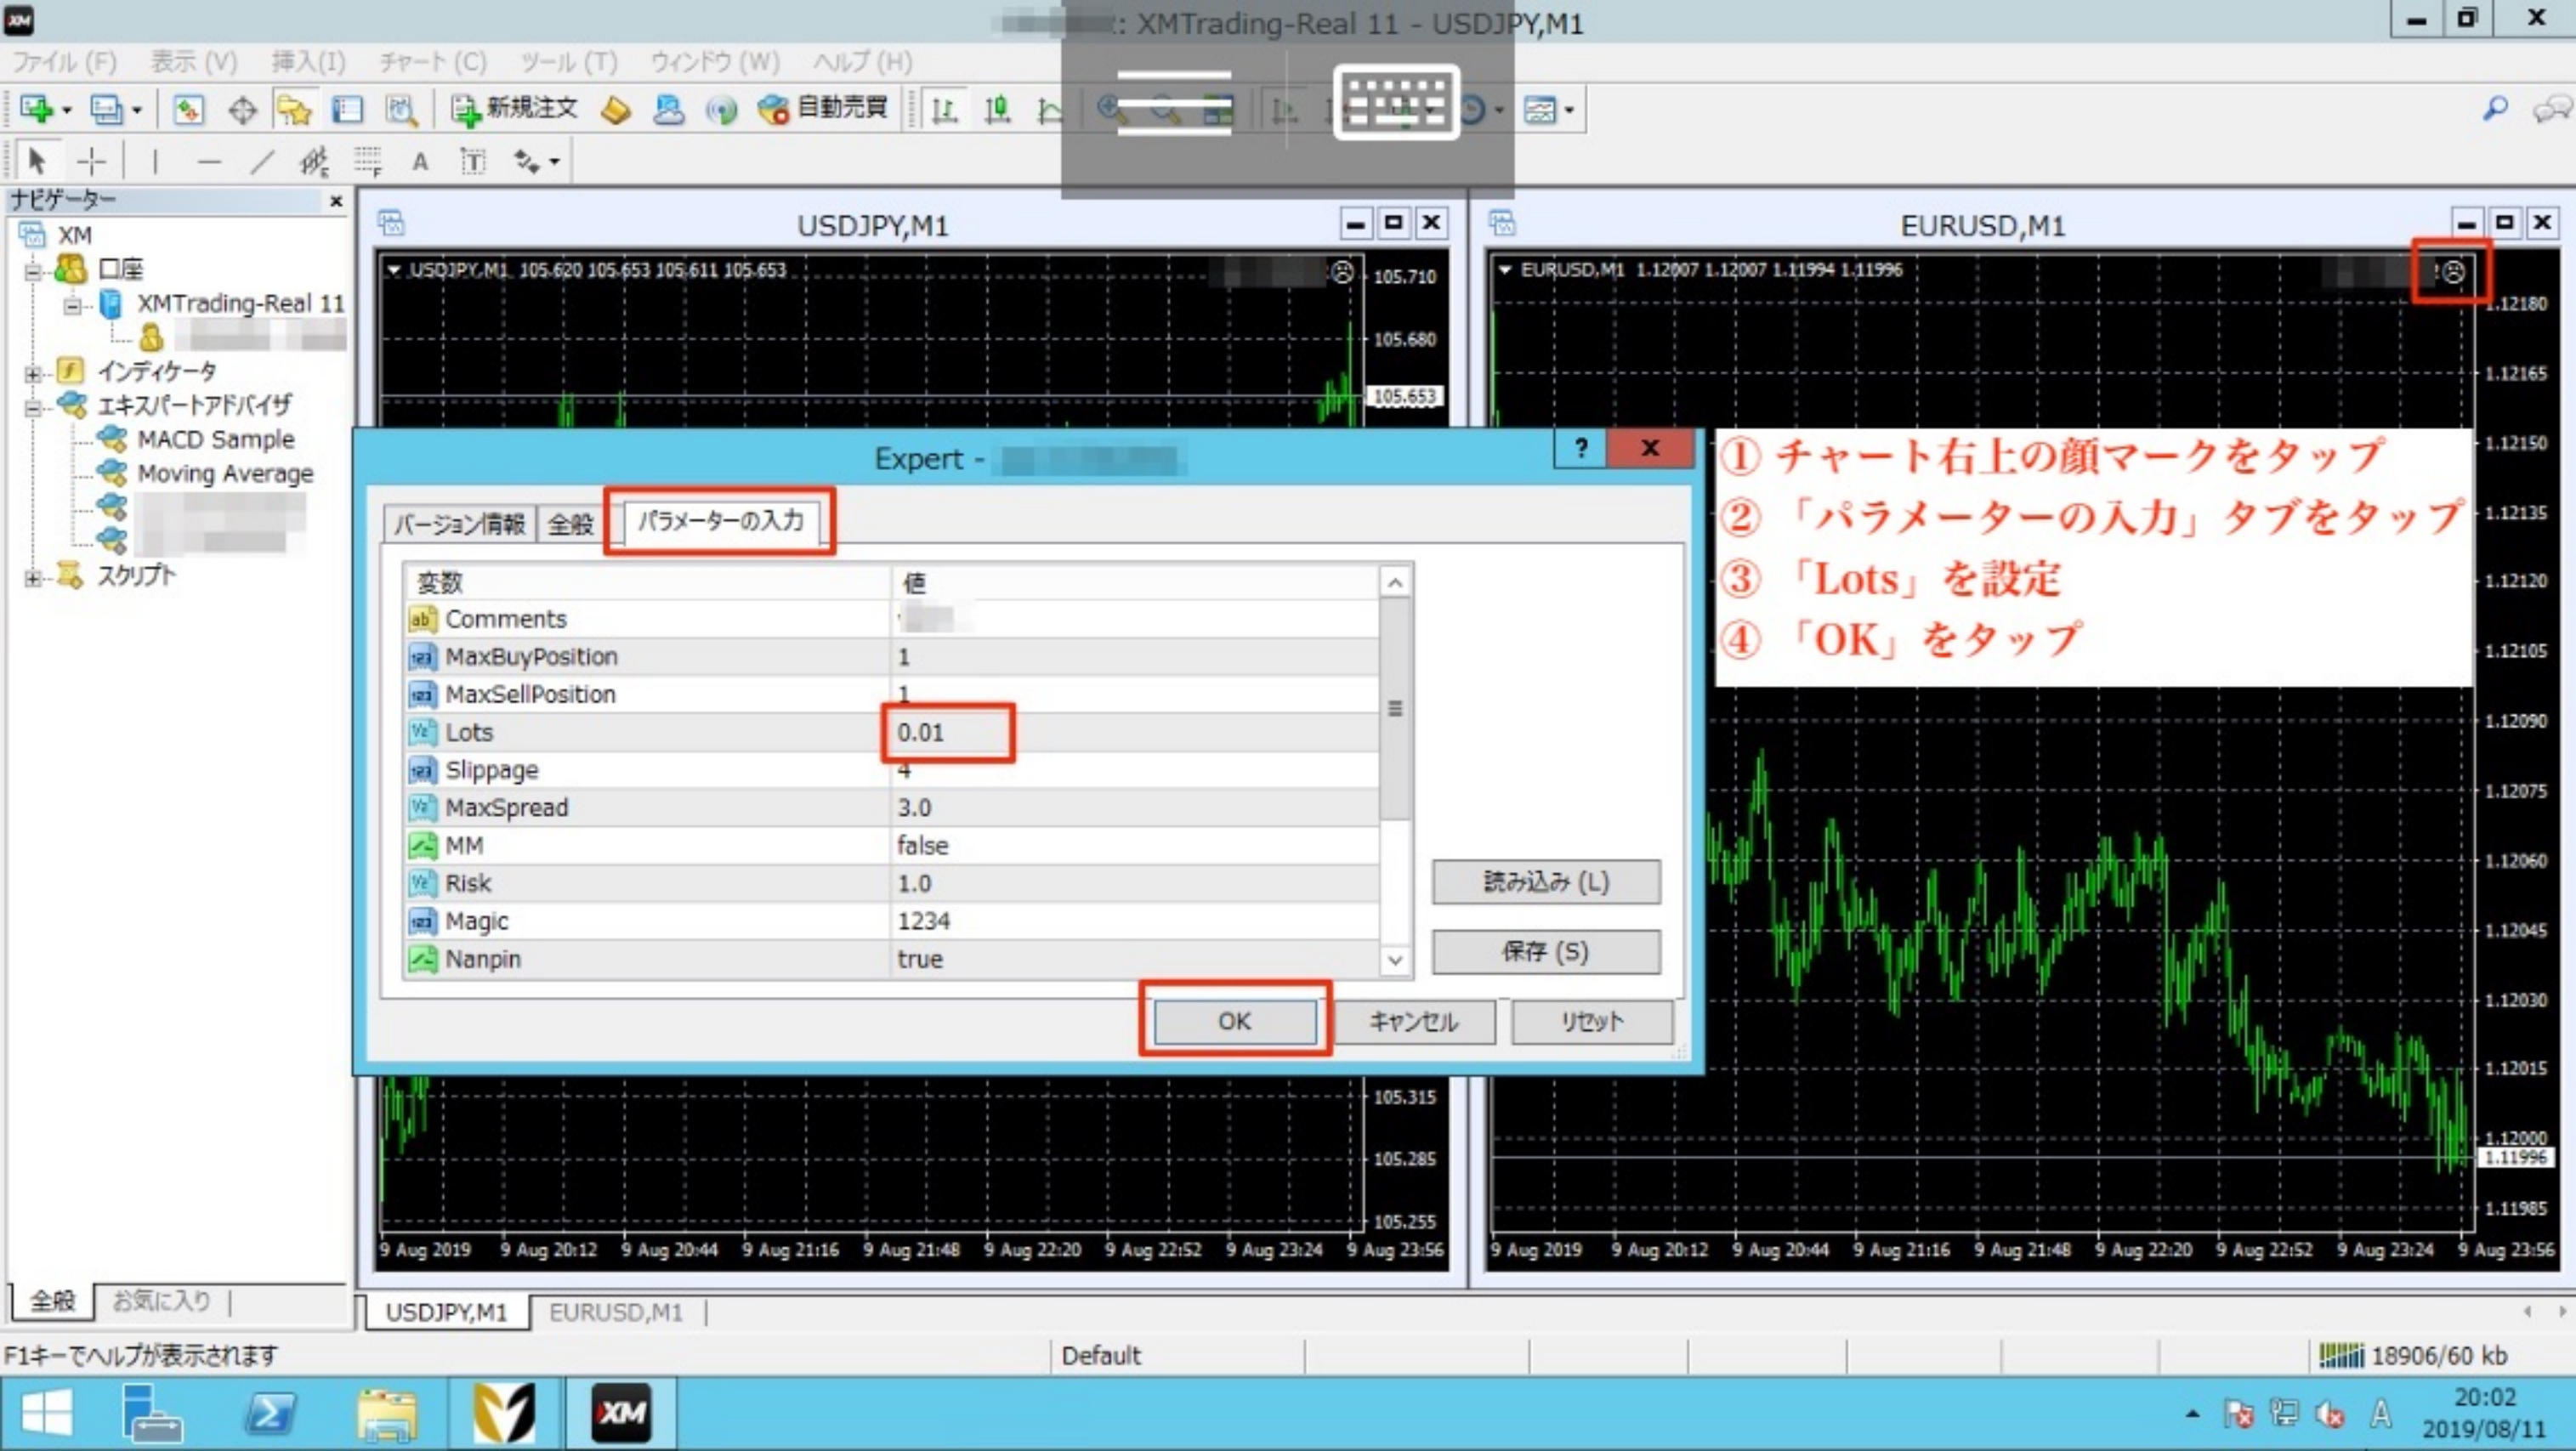 XMTrading-Real 11 - USDJPY,M1
ファイル (F) 表示 (V) 挿入(I) チャート (C) ツール (T) ウィンドウ (W) ヘルプ (H)
新規注文 自動売買
ナビゲーター
XM
口座
XMTrading-Real 11
インディケータ
エキスパートアドバイザ
MACD Sample
Moving Average
スクリプト
全般 お気に入り
USDJPY,M1
USDJPY,M1 105.620 105.653 105.611 105.653
105.710
105.680
105.653
105.315
105.285
105.255
9 Aug 2019 9 Aug 20:12 9 Aug 20:44 9 Aug 21:16 9 Aug 21:48 9 Aug 22:20 9 Aug 22:52 9 Aug 23:24 9 Aug 23:56
EURUSD,M1
EURUSD,M1 1.12007 1.12007 1.11994 1.11996
1.12180
1.12165
1.12150
1.12135
1.12120
1.12105
1.12090
1.12075
1.12060
1.12045
1.12030
1.12015
1.12000
1.11996
1.11985
9 Aug 2019 9 Aug 20:12 9 Aug 20:44 9 Aug 21:16 9 Aug 21:48 9 Aug 22:20 9 Aug 22:52 9 Aug 23:24 9 Aug 23:56
① チャート右上の顔マークをタップ
② 「パラメーターの入力」タブをタップ
③ 「Lots」を設定
④ 「OK」をタップ
Expert -
? x
バージョン情報 全般 パラメーターの入力
変数 値
Comments
MaxBuyPosition 1
MaxSellPosition 1
Lots 0.01
Slippage 4
MaxSpread 3.0
MM false
Risk 1.0
Magic 1234
Nanpin true
読み込み (L)
保存 (S)
OK キャンセル リセット
USDJPY,M1 EURUSD,M1
F1キーでヘルプが表示されます Default 18906/60 kb
XM
A
20:02
2019/08/11